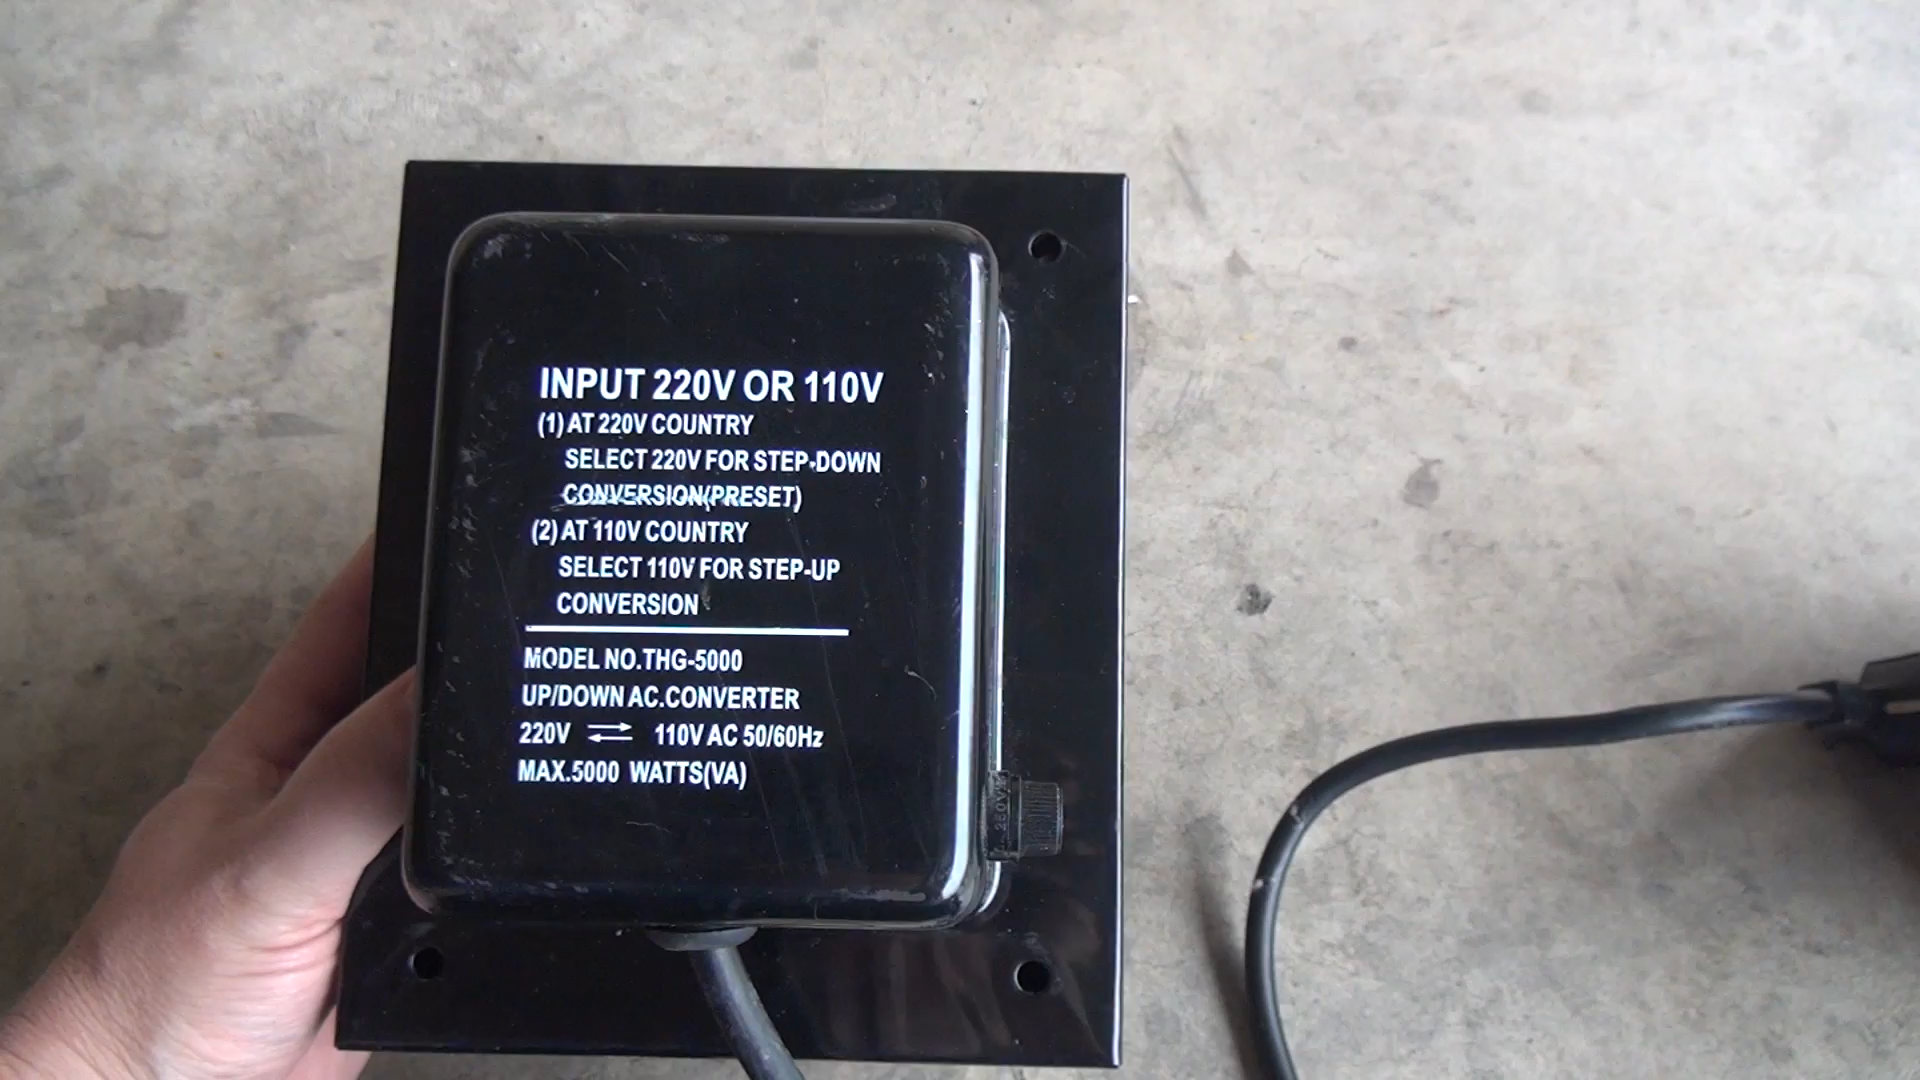 INPUT 220V OR 110V
(1) AT 220V COUNTRY
SELECT 220V FOR STEP-DOWN
CONVERSION(PRESET)
(2) AT 110V COUNTRY
SELECT 110V FOR STEP-UP
CONVERSION
MODEL NO.THG-5000
UP/DOWN AC.CONVERTER
220V ⇄ 110V AC 50/60Hz
MAX.5000 WATTS(VA)
250V